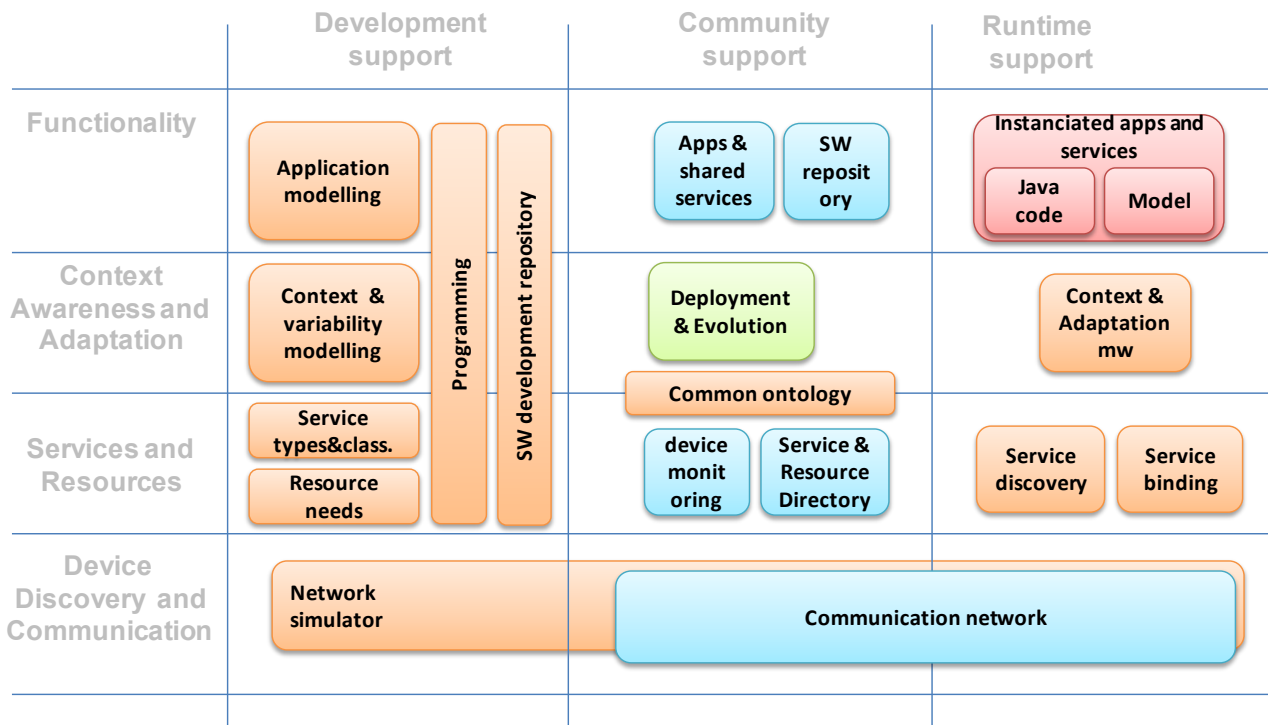 Development
support
Community
support
Runtime
support
Functionality
Application
modelling
Programming
SW development repository
Apps &
shared
services
SW
reposit
ory
Instanciated apps and
services
Java
code
Model
Context
Awareness and
Adaptation
Context &
variability
modelling
Deployment
& Evolution
Context &
Adaptation
mw
Common ontology
Services and
Resources
Service
types&class.
Resource
needs
device
monit
oring
Service &
Resource
Directory
Service
discovery
Service
binding
Device
Discovery and
Communication
Network
simulator
Communication network